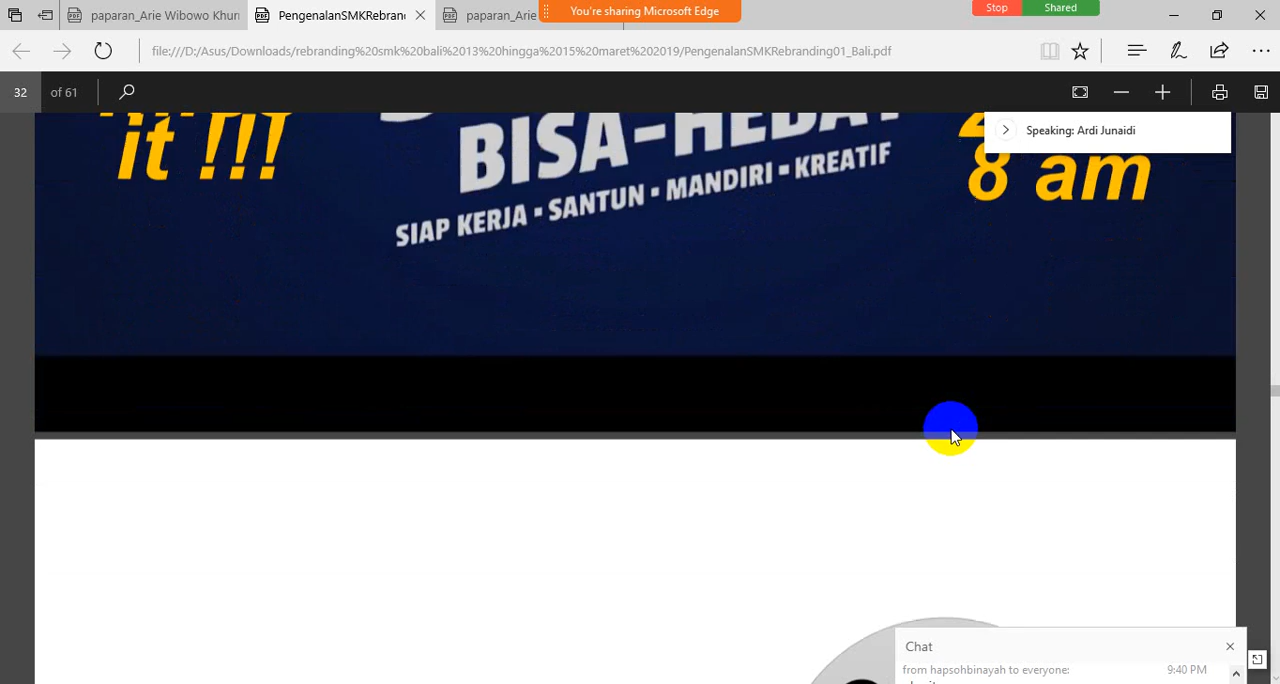 paparan_Arie Wibowo Khuri
PengenalanSMKRebran
paparan_Arie
You're sharing Microsoft Edge
Stop
Shared
file:///D:/Asus/Downloads/rebranding%20smk%20bali%2013%20hingga%2015%20maret%202019/PengenalanSMKRebranding01_Bali.pdf
32
of 61
Speaking: Ardi Junaidi
it !!!
BISA-HEBAT
8 am
SIAP KERJA ▪ SANTUN ▪ MANDIRI ▪ KREATIF
Chat
from hapsohbinayah to everyone:
9:40 PM